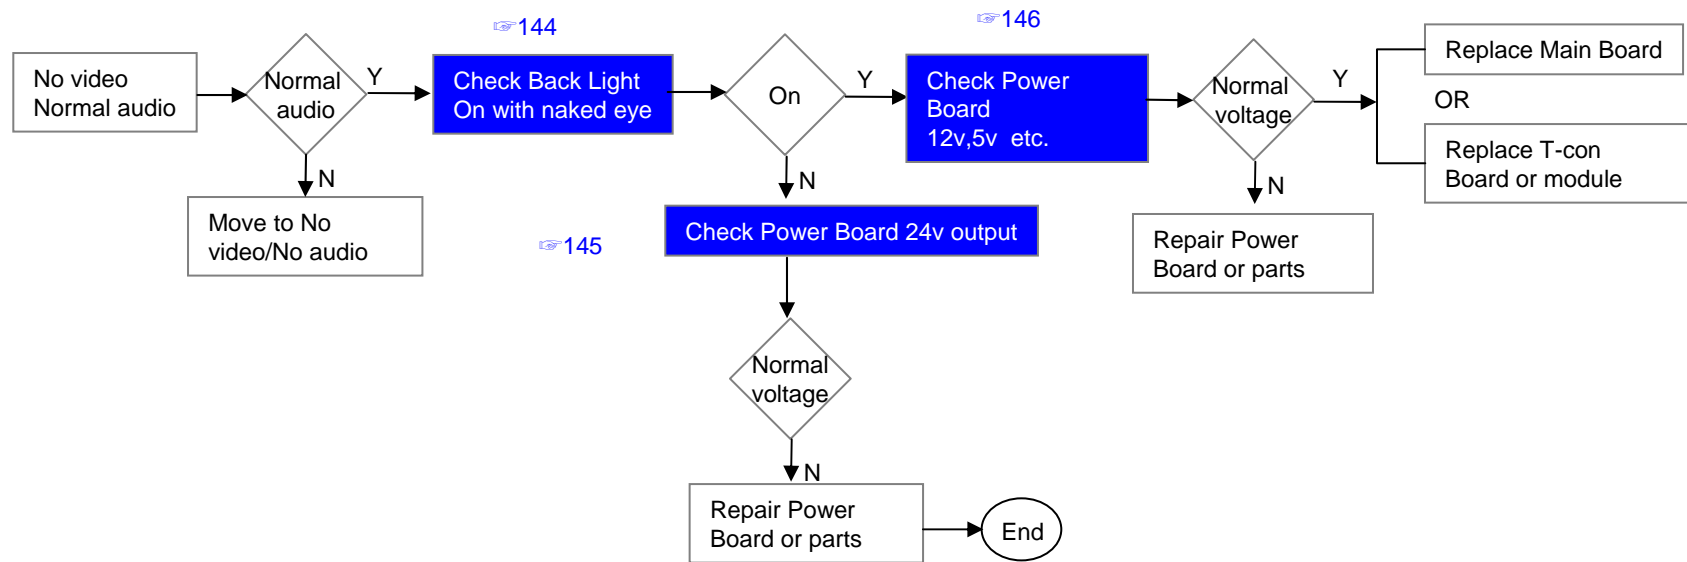 ☞144
☞146
No video
Normal audio
Normal
audio
Y
Check Back Light
On with naked eye
On
Y
Check Power
Board
12v,5v etc.
Normal
voltage
Y
Replace Main Board
OR
Replace T-con
Board or module
N
Move to No
video/No audio
N
☞145
Check Power Board 24v output
N
Repair Power
Board or parts
Normal
voltage
N
Repair Power
Board or parts
End